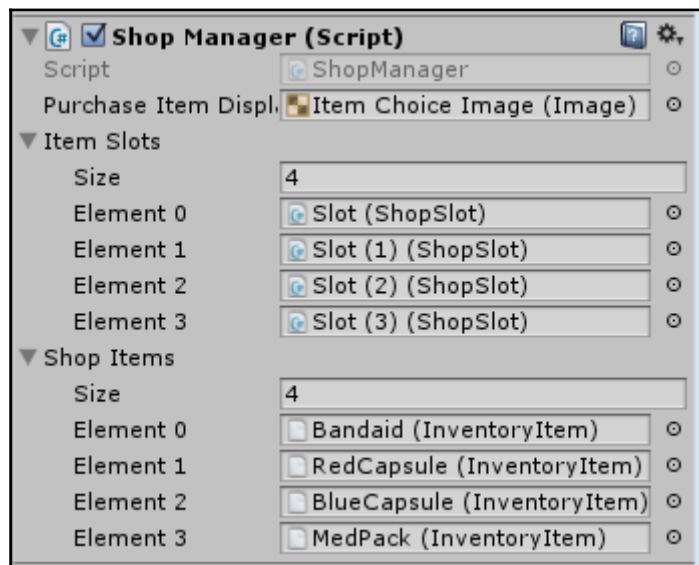 Shop Manager (Script)
Script ShopManager
Purchase Item Displ Item Choice Image (Image)
Item Slots
Size 4
Element 0 Slot (ShopSlot)
Element 1 Slot (1) (ShopSlot)
Element 2 Slot (2) (ShopSlot)
Element 3 Slot (3) (ShopSlot)
Shop Items
Size 4
Element 0 Bandaid (InventoryItem)
Element 1 RedCapsule (InventoryItem)
Element 2 BlueCapsule (InventoryItem)
Element 3 MedPack (InventoryItem)